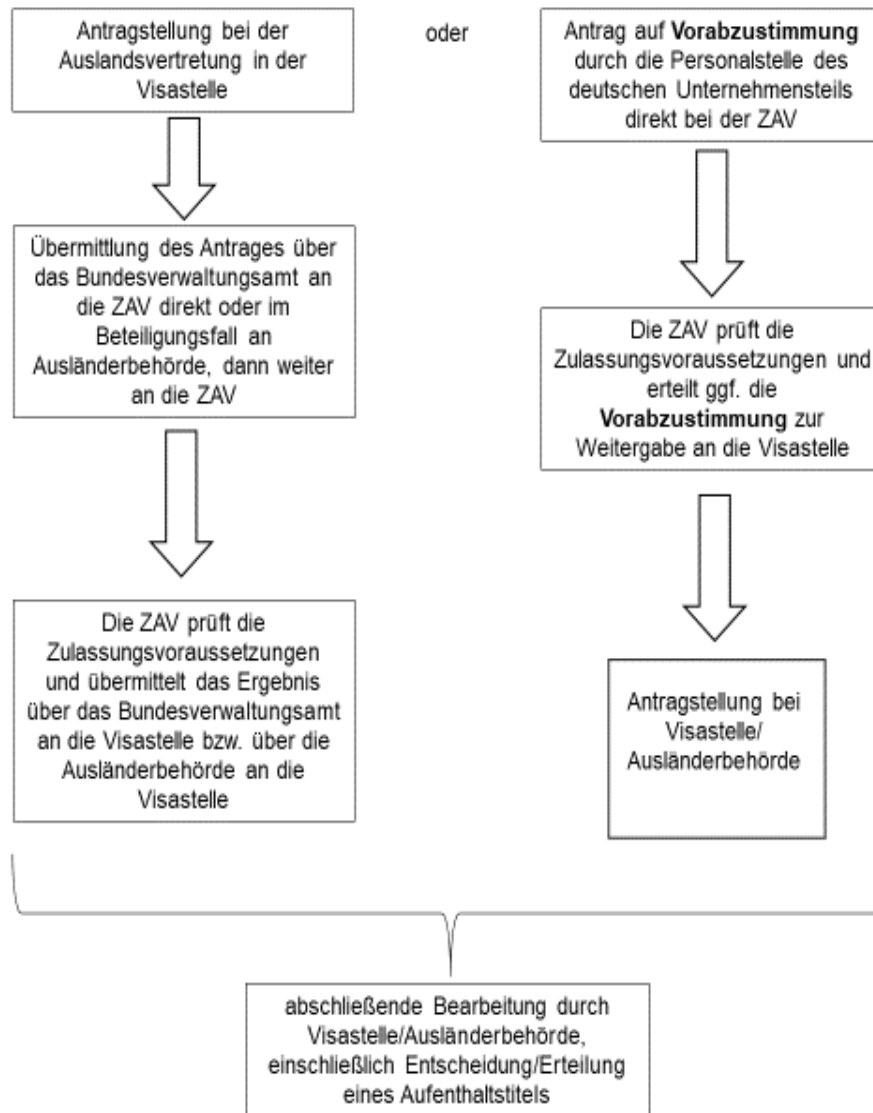 Antragstellung bei der
Auslandsvertretung in der
Visastelle
oder
Antrag auf Vorabzustimmung
durch die Personalstelle des
deutschen Unternehmensteils
direkt bei der ZAV
Übermittlung des Antrages über
das Bundesverwaltungsamt an
die ZAV direkt oder im
Beteiligungsfall an
Ausländerbehörde, dann weiter
an die ZAV
Die ZAV prüft die
Zulassungsvoraussetzungen und
erteilt ggf. die
Vorabzustimmung zur
Weitergabe an die Visastelle
Die ZAV prüft die
Zulassungsvoraussetzungen
und übermittelt das Ergebnis
über das Bundesverwaltungsamt
an die Visastelle bzw. über die
Ausländerbehörde an die
Visastelle
Antragstellung bei
Visastelle/
Ausländerbehörde
abschließende Bearbeitung durch
Visastelle/Ausländerbehörde,
einschließlich Entscheidung/Erteilung
eines Aufenthaltstitels